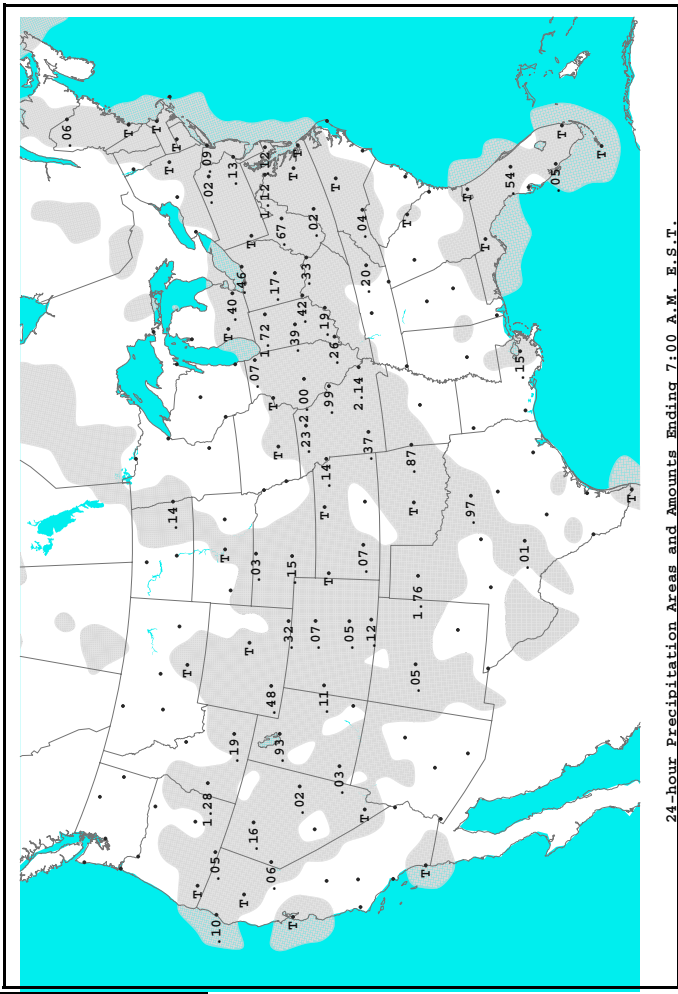 .06
T
T
T
.14
T
T
T
.09
.02
1.28
.05
.10
T
T
.40
.13
.19
.46
T
T
T
.16
.07
.03
1.72
1.12
.12
.06
.48
T
.17
T
.93
.67
.32
.15
T
T
.39
T
.02
.42
2.00
.23
.33
.02
.07
.11
T
.19
.14
T
.99
.26
T
.03
.05
2.14
.04
.07
T
.20
.37
.12
T
.87
T
.05
1.76
T
T
.97
T
.54
.15
.01
.05
T
T
T
24-hour Precipitation Areas and Amounts Ending 7:00 A.M. E.S.T.